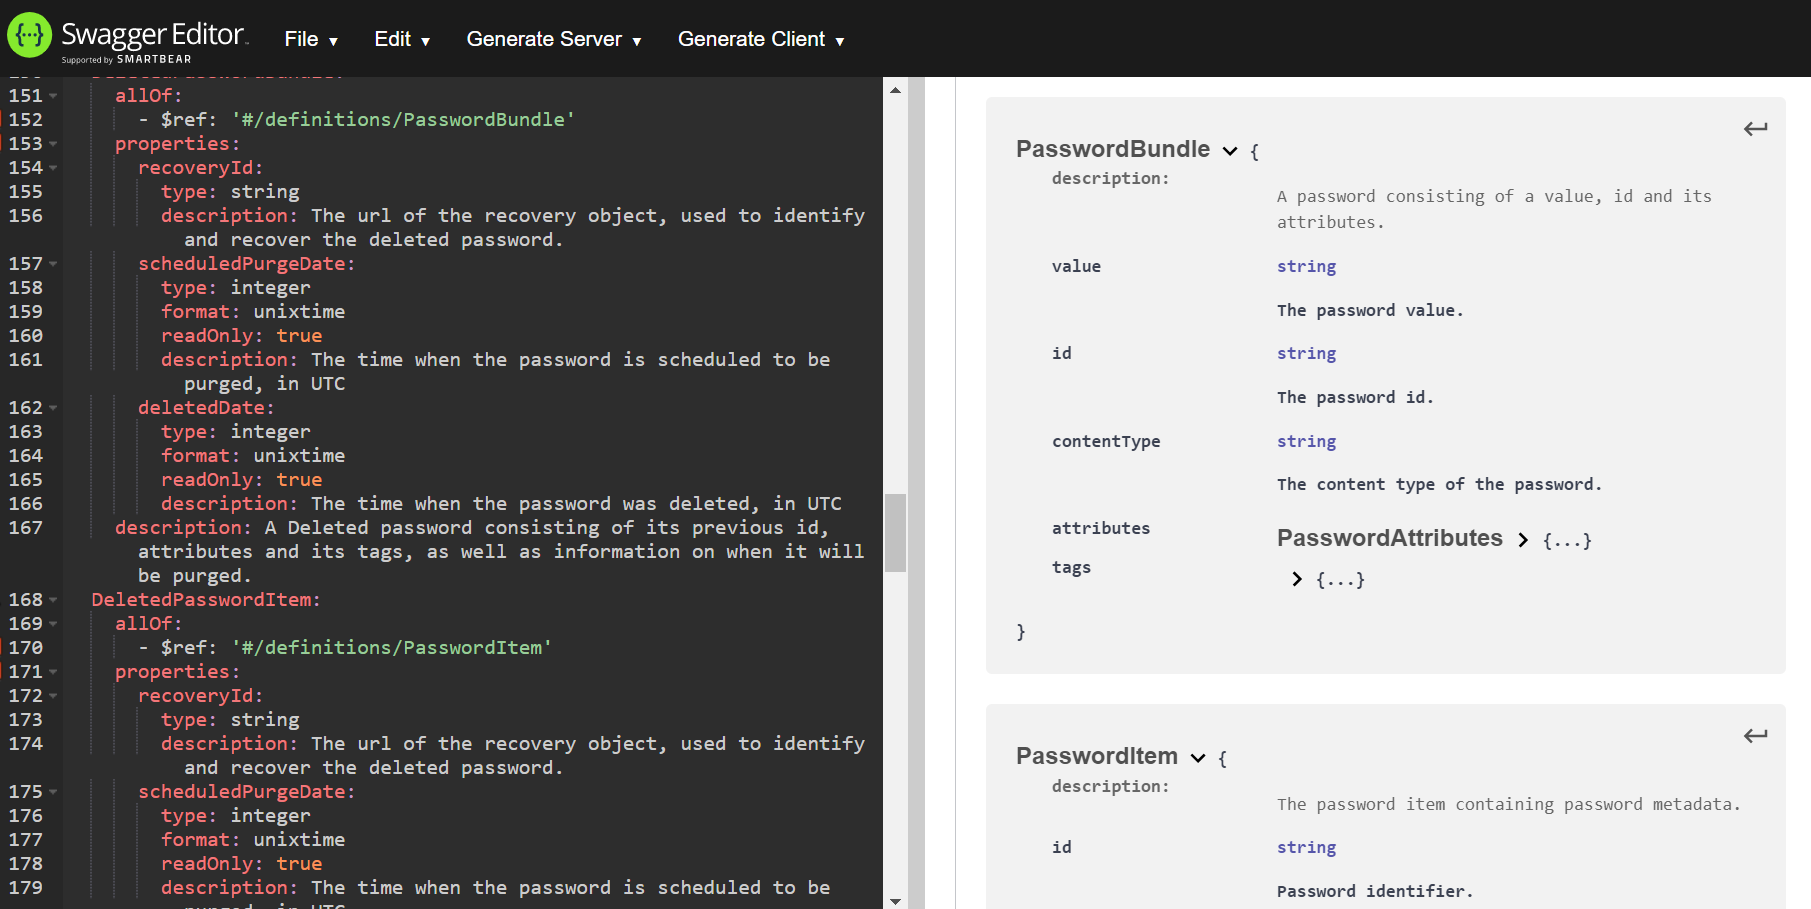 Swagger Editor
Supported by SMARTBEAR
File ▼ Edit ▼ Generate Server ▼ Generate Client ▼
151 allOf:
152 - $ref: '#/definitions/PasswordBundle'
153 properties:
154 recoveryId:
155 type: string
156 description: The url of the recovery object, used to identify
and recover the deleted password.
157 scheduledPurgeDate:
158 type: integer
159 format: unixtime
160 readOnly: true
161 description: The time when the password is scheduled to be
purged, in UTC
162 deletedDate:
163 type: integer
164 format: unixtime
165 readOnly: true
166 description: The time when the password was deleted, in UTC
167 description: A Deleted password consisting of its previous id,
attributes and its tags, as well as information on when it will
be purged.
168 DeletedPasswordItem:
169 allOf:
170 - $ref: '#/definitions/PasswordItem'
171 properties:
172 recoveryId:
173 type: string
174 description: The url of the recovery object, used to identify
and recover the deleted password.
175 scheduledPurgeDate:
176 type: integer
177 format: unixtime
178 readOnly: true
179 description: The time when the password is scheduled to be
PasswordBundle {
description:
A password consisting of a value, id and its
attributes.
value string
The password value.
id string
The password id.
contentType string
The content type of the password.
attributes PasswordAttributes {...}
tags {...}
}
PasswordItem {
description:
The password item containing password metadata.
id string
Password identifier.